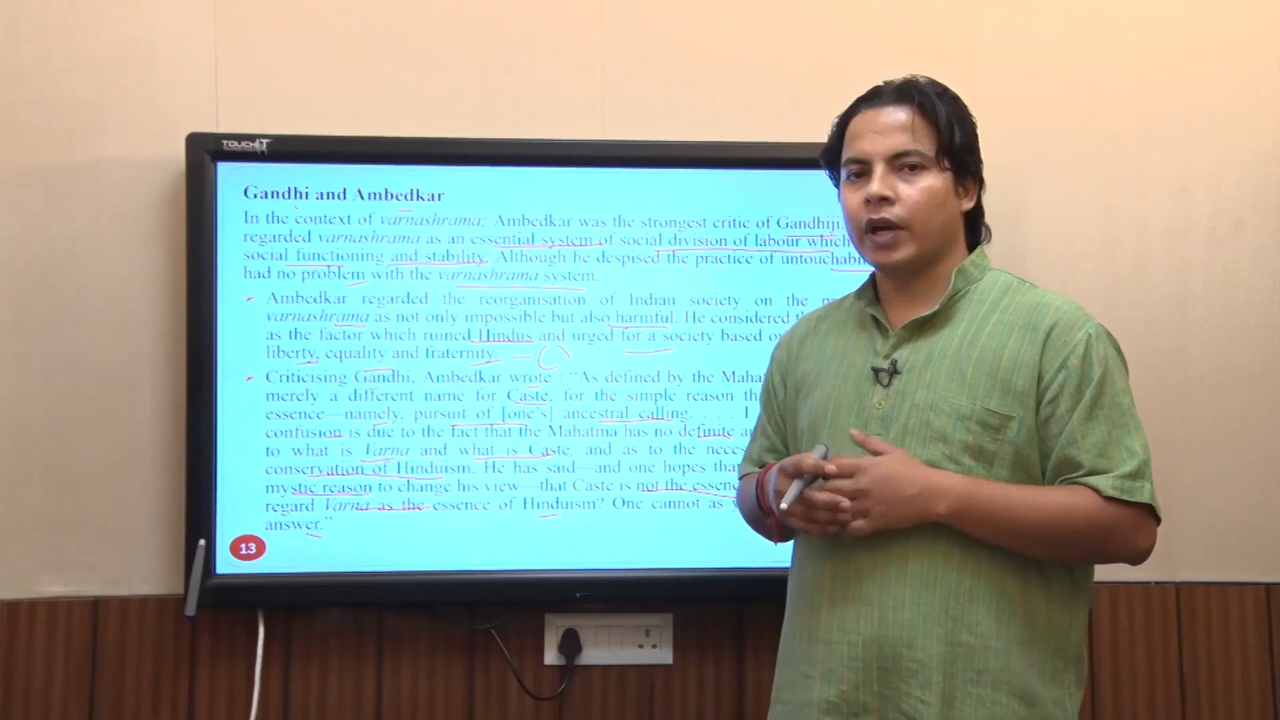 TOUCHIT
Gandhi and Ambedkar
In the context of varnashrama; Ambedkar was the strongest critic of Gandhiji.
regarded varnashrama as an essential system of social division of labour which
social functioning and stability. Although he despised the practice of
had no problem with the varnashrama system.
Ambedkar regarded the reorganisation of Indian society on the
varnashrama as not only impossible but also harmful. He considered
as the factor which ruined Hindus and urged for a society based
liberty, equality and fraternity.
Criticising Gandhi, Ambedkar wrote : "As defined by the
merely a different name for Caste, for the simple reason
essence—namely, pursuit of [one's] ancestral calling. . . . I
confusion is due to the fact that the Mahatma has no definite
to what is Varna and what is Caste, and as to the
conservation of Hinduism. He has said—and one hopes
mystic reason to change his view—that Caste is not the
regard Varna as the essence of Hinduism? One cannot as
answer."
13